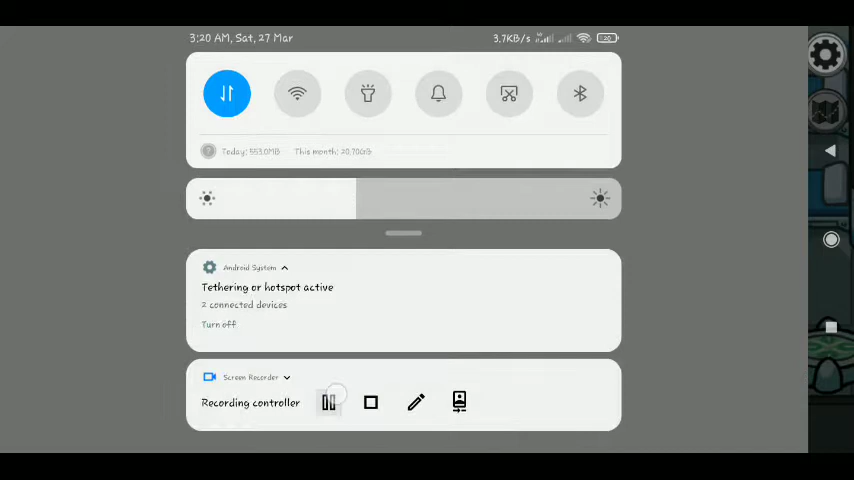 3:20 AM, Sat, 27 Mar
3.7KB/s
20
Today: 553.0MB This month: 20.70GB
Android System
Tethering or hotspot active
2 connected devices
Turn off
Screen Recorder
Recording controller